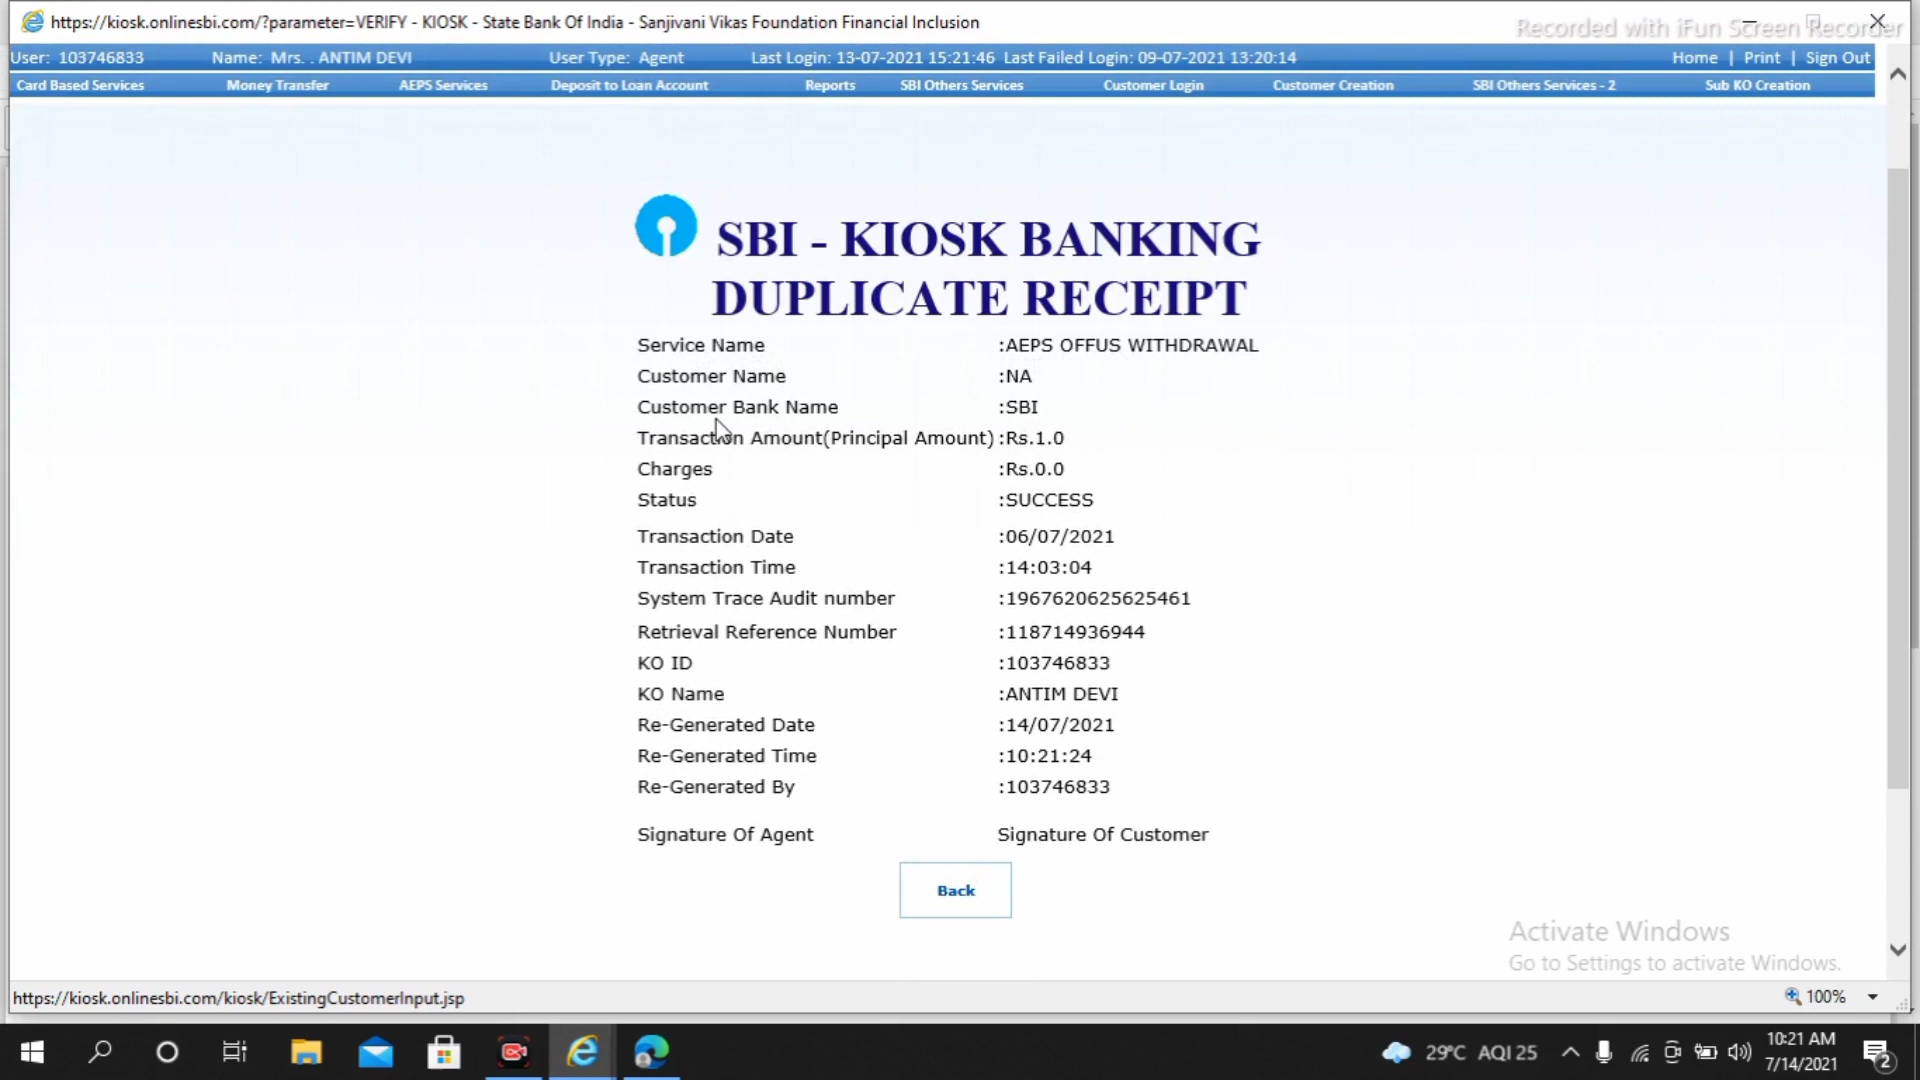 https://kiosk.onlinesbi.com/?parameter=VERIFY - KIOSK - State Bank Of India - Sanjivani Vikas Foundation Financial Inclusion
Recorded with iFun Screen Recorder
User: 103746833 Name: Mrs. . ANTIM DEVI User Type: Agent Last Login: 13-07-2021 15:21:46 Last Failed Login: 09-07-2021 13:20:14 Home | Print | Sign Out
Card Based Services Money Transfer AEPS Services Deposit to Loan Account Reports SBI Others Services Customer Login Customer Creation SBI Others Services - 2 Sub KO Creation
SBI - KIOSK BANKING
DUPLICATE RECEIPT
Service Name :AEPS OFFUS WITHDRAWAL
Customer Name :NA
Customer Bank Name :SBI
Transaction Amount(Principal Amount) :Rs.1.0
Charges :Rs.0.0
Status :SUCCESS
Transaction Date :06/07/2021
Transaction Time :14:03:04
System Trace Audit number :1967620625625461
Retrieval Reference Number :118714936944
KO ID :103746833
KO Name :ANTIM DEVI
Re-Generated Date :14/07/2021
Re-Generated Time :10:21:24
Re-Generated By :103746833
Signature Of Agent Signature Of Customer
Back
Activate Windows
Go to Settings to activate Windows.
https://kiosk.onlinesbi.com/kiosk/ExistingCustomerInput.jsp 100%
29°C AQI 25 10:21 AM
7/14/2021 2